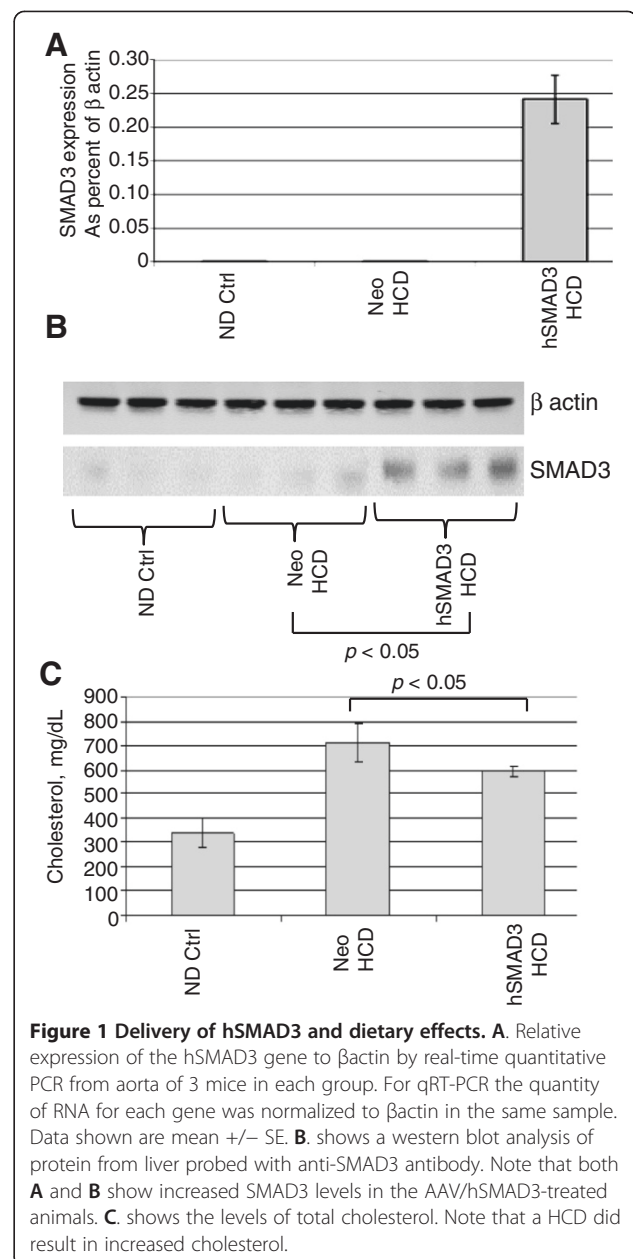 A
SMAD3 expression
As percent of β actin
0.30
0.25
0.20
0.15
0.10
0.05
0
ND Ctrl
Neo
HCD
hSMAD3
HCD
B
β actin
SMAD3
ND Ctrl
Neo
HCD
hSMAD3
HCD
p < 0.05
C
p < 0.05
Cholesterol, mg/dL
900
800
700
600
500
400
300
200
100
0
ND Ctrl
Neo
HCD
hSMAD3
HCD
Figure 1 Delivery of hSMAD3 and dietary effects. A. Relative
expression of the hSMAD3 gene to βactin by real-time quantitative
PCR from aorta of 3 mice in each group. For qRT-PCR the quantity
of RNA for each gene was normalized to βactin in the same sample.
Data shown are mean +/− SE. B. shows a western blot analysis of
protein from liver probed with anti-SMAD3 antibody. Note that both
A and B show increased SMAD3 levels in the AAV/hSMAD3-treated
animals. C. shows the levels of total cholesterol. Note that a HCD did
result in increased cholesterol.